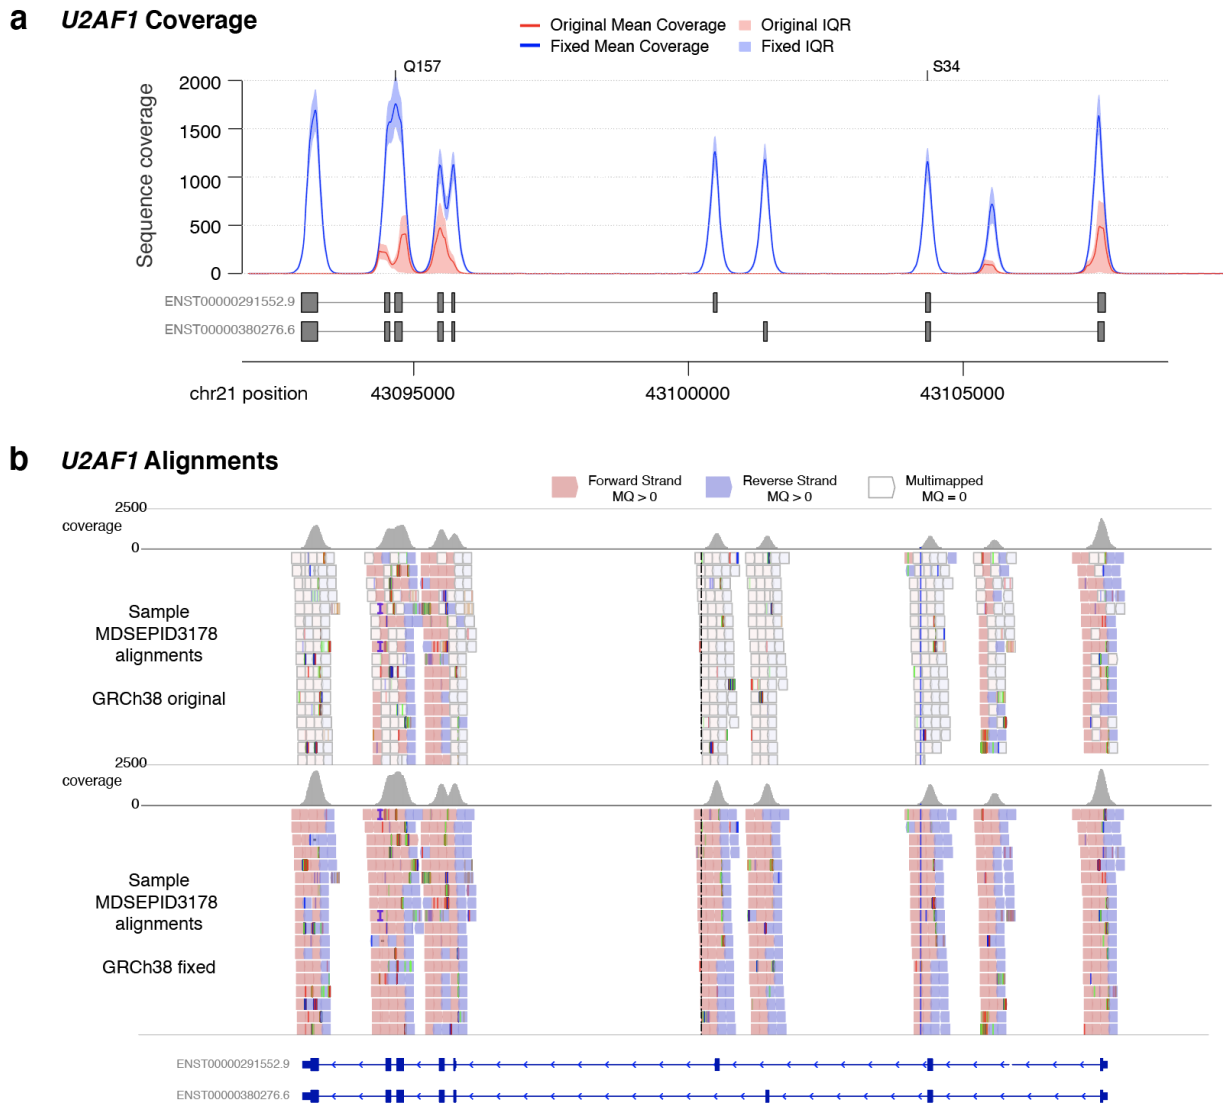 a U2AF1 Coverage
Original Mean Coverage Original IQR
Fixed Mean Coverage Fixed IQR
Q157 S34
Sequence coverage
2000
1500
1000
500
0
ENST00000291552.9
ENST00000380276.6
chr21 position 43095000 43100000 43105000
b U2AF1 Alignments
Forward Strand Reverse Strand Multimapped
MQ > 0 MQ > 0 MQ = 0
2500
coverage
0
Sample
MDSEPID3178
alignments
GRCh38 original
2500
coverage
0
Sample
MDSEPID3178
alignments
GRCh38 fixed
ENST00000291552.9
ENST00000380276.6